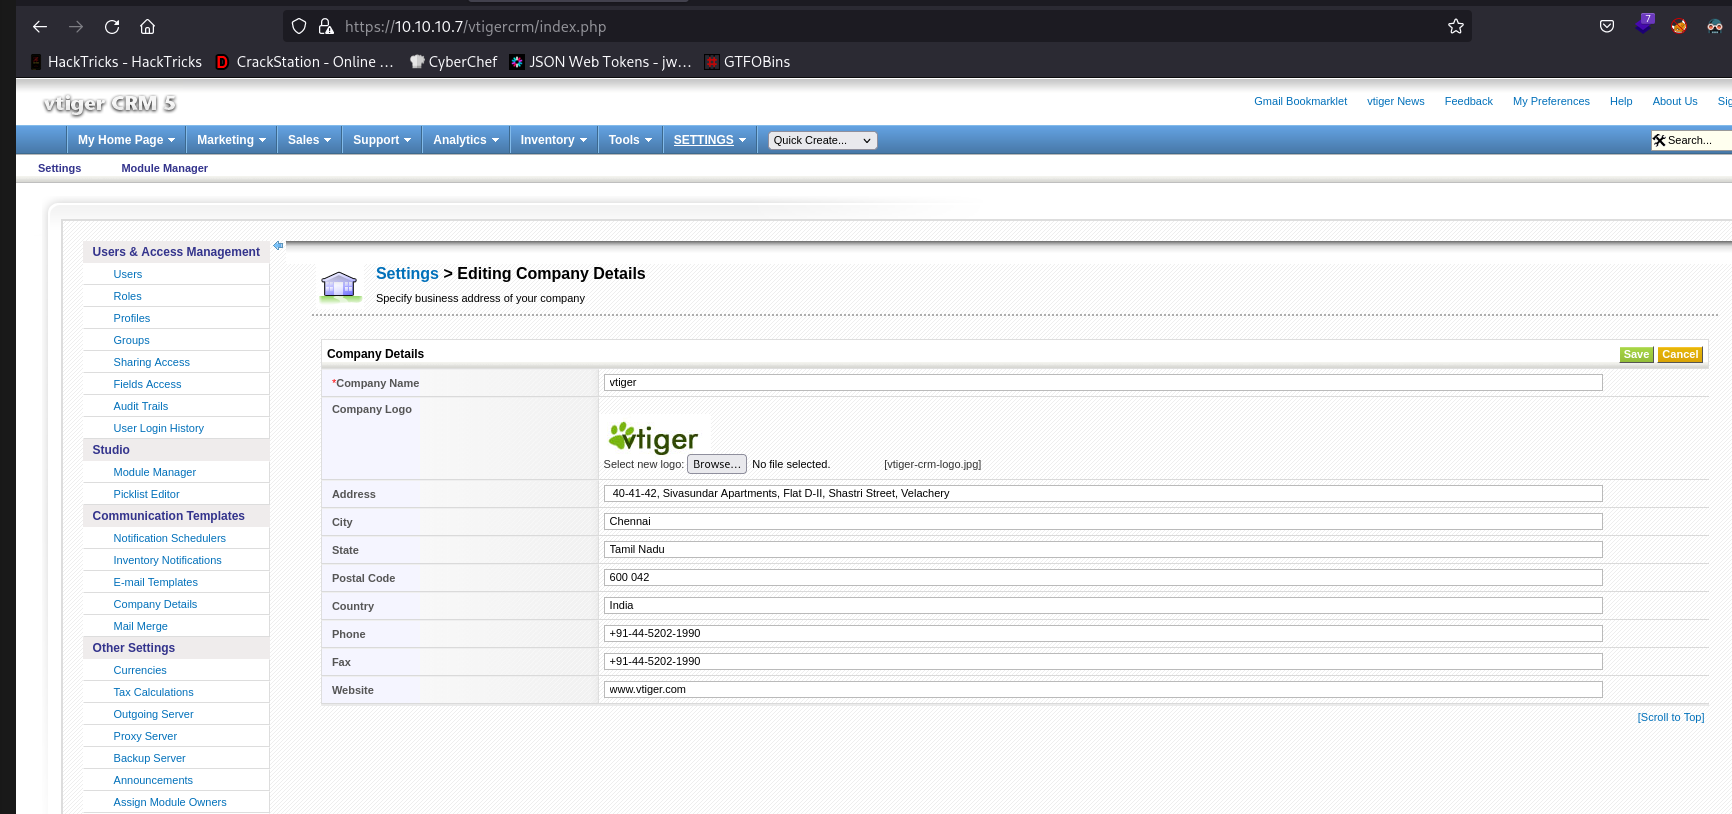 https://10.10.10.7/vtigercrm/index.php
7
HackTricks - HackTricks CrackStation - Online ... CyberChef JSON Web Tokens - jw... GTFOBins
vtiger CRM 5
Gmail Bookmarklet vtiger News Feedback My Preferences Help About Us
My Home Page Marketing Sales Support Analytics Inventory Tools SETTINGS Quick Create... Search...
Settings Module Manager
Users & Access Management
Users
Roles
Profiles
Groups
Sharing Access
Fields Access
Audit Trails
User Login History
Studio
Module Manager
Picklist Editor
Communication Templates
Notification Schedulers
Inventory Notifications
E-mail Templates
Company Details
Mail Merge
Other Settings
Currencies
Tax Calculations
Outgoing Server
Proxy Server
Backup Server
Announcements
Assign Module Owners
Settings > Editing Company Details
Specify business address of your company
Company Details Save Cancel
*Company Name vtiger
Company Logo
vtiger
Select new logo: Browse... No file selected. [vtiger-crm-logo.jpg]
Address 40-41-42, Sivasundar Apartments, Flat D-II, Shastri Street, Velachery
City Chennai
State Tamil Nadu
Postal Code 600 042
Country India
Phone +91-44-5202-1990
Fax +91-44-5202-1990
Website www.vtiger.com
[Scroll to Top]